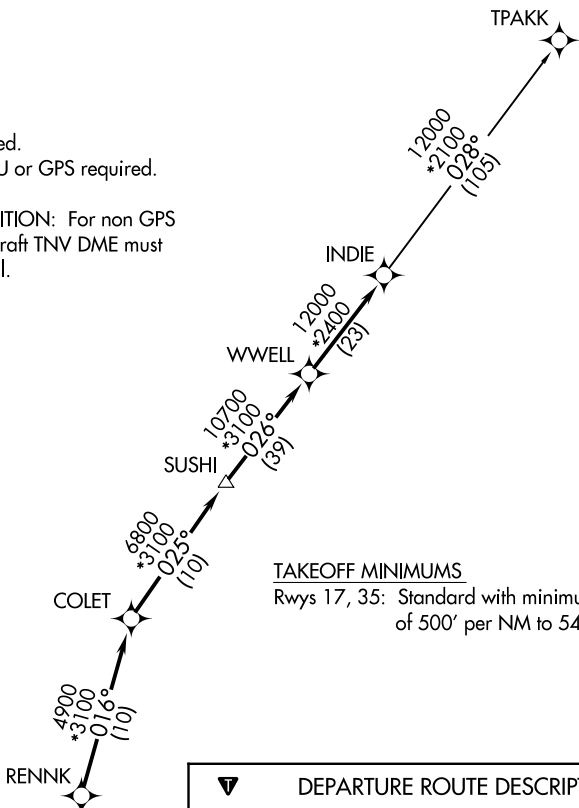 TPAKK
12000
*2100
028°
(105)
ed.
U or GPS required.
ITION: For non GPS
raft TNV DME must
l.
INDIE
12000
*2400
(23)
WWELL
10700
*3100
026°
(39)
SUSHI
6800
*3100
025°
(10)
TAKEOFF MINIMUMS
Rwys 17, 35: Standard with minimu
of 500' per NM to 54
COLET
4900
*3100
016°
(10)
RENNK
T DEPARTURE ROUTE DESCRIPT